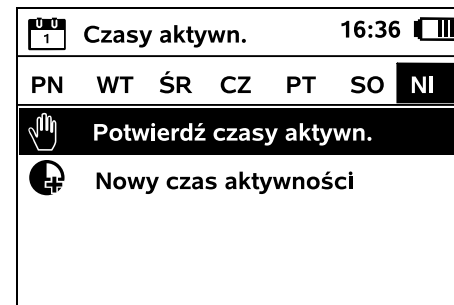 1 Czasy aktywn. 16:36
PN WT ŚR CZ PT SO NI
Potwierdź czasy aktywn.
Nowy czas aktywności